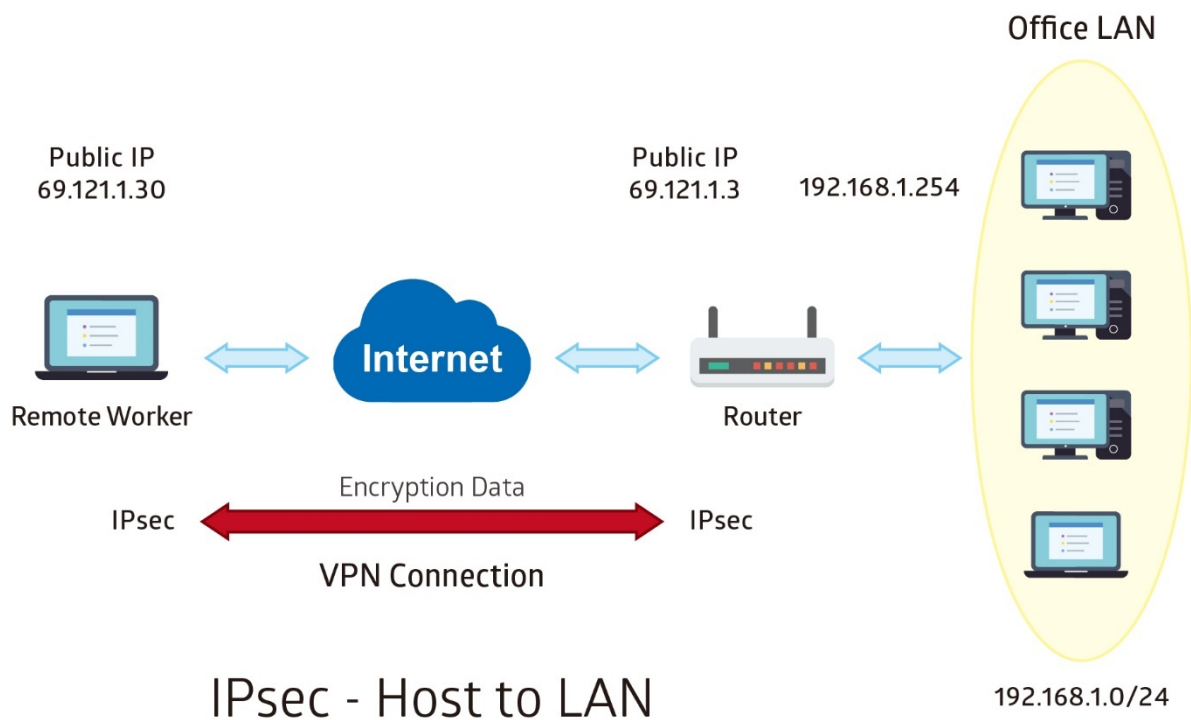 Office LAN
Public IP
69.121.1.30
Public IP
69.121.1.3
192.168.1.254
Internet
Remote Worker
Router
Encryption Data
IPsec
IPsec
VPN Connection
IPsec - Host to LAN
192.168.1.0/24